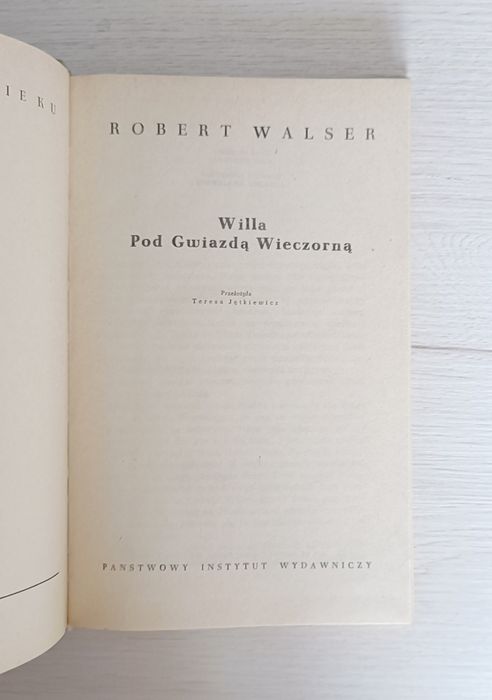 IEKU
ROBERT WALSER
Willa
Pod Gwiazdą Wieczorną
Przełożyła
Teresa Jętkiewicz
PAŃSTWOWY INSTYTUT WYDAWNICZY